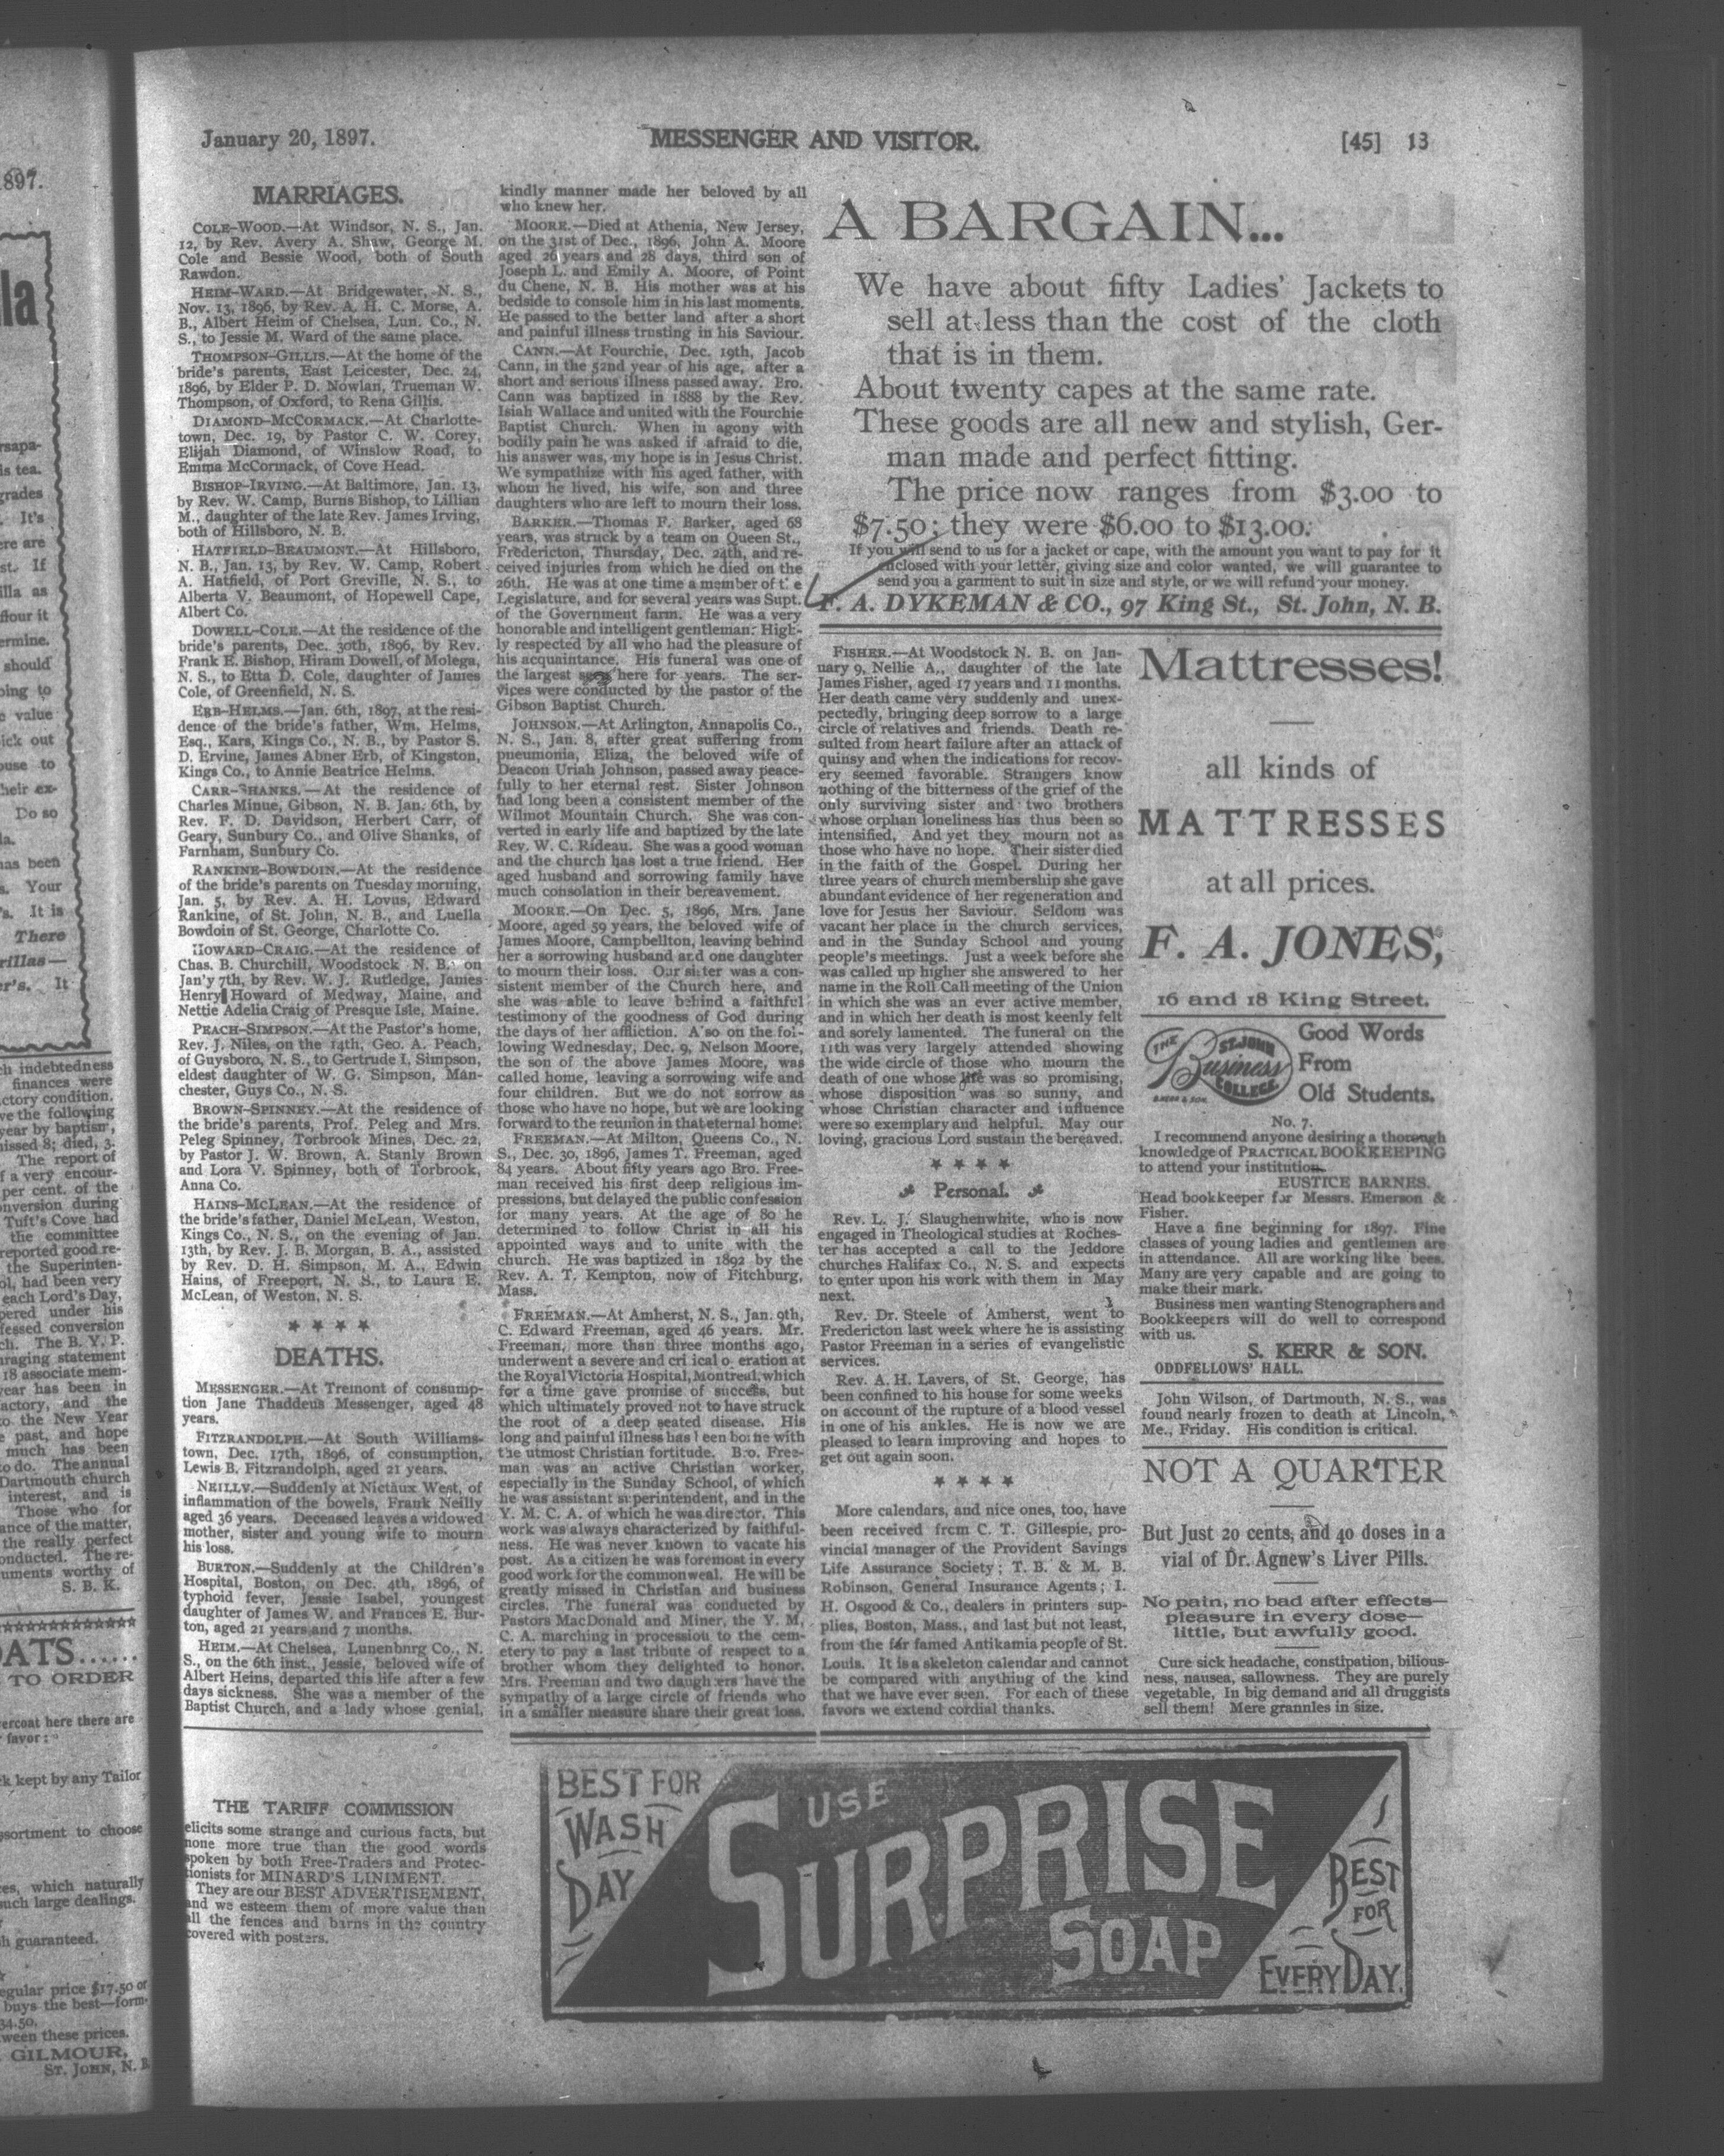 January 20, 1897.
MESSENGER AND VISITOR.
[45] 13
MARRIAGES.
COLE-WOOD.—At Windsor, N. S., Jan.
12, by Rev. Avery A. Shaw, George M.
Cole and Bessie Wood, both of South
Rawdon.
HEIM-WARD.—At Bridgewater, N. S.,
Nov. 13, 1896, by Rev. A. H. C. Morse, A.
B., Albert Heim of Chelsea, Lun. Co., N.
S., to Jessie M. Ward of the same place.
THOMPSON-GILLIS.—At the home of the
bride's parents, East Leicester, Dec. 24,
1896, by Elder P. D. Nowlan, Trueman W.
Thompson, of Oxford, to Rena Gillis.
DIAMOND-MCCORMACK.—At Charlotte-
town, Dec. 19, by Pastor C. W. Corey,
Elijah Diamond, of Winslow Road, to
Emma McCormack, of Cove Head.
BISHOP-IRVING.—At Baltimore, Jan. 13,
by Rev. W. Camp, Burns Bishop, to Lillian
M., daughter of the late Rev. James Irving,
both of Hillsboro, N. B.
HATFIELD-BEAUMONT.—At Hillsboro,
N. B., Jan. 13, by Rev. W. Camp, Robert
A. Hatfield, of Port Greville, N. S., to
Alberta V. Beaumont, of Hopewell Cape,
Albert Co.
DOWELL-COLE.—At the residence of the
bride's parents, Dec. 30th, 1896, by Rev.
Frank E. Bishop, Hiram Dowell, of Molega,
N. S., to Etta D. Cole, daughter of James
Cole, of Greenfield, N. S.
ERB-HELMS.—Jan. 6th, 1897, at the resi-
dence of the bride's father, Wm. Helms,
Esq., Kars, Kings Co., N. B., by Pastor S.
D. Ervine, James Abner Erb, of Kingston,
Kings Co., to Annie Beatrice Helms.
CARR-SHANKS.—At the residence of
Charles Minue, Gibson, N. B. Jan. 6th, by
Rev. F. D. Davidson, Herbert Carr, of
Geary, Sunbury Co., and Olive Shanks, of
Farnham, Sunbury Co.
RANKINE-BOWDOIN.—At the residence
of the bride's parents on Tuesday morning,
Jan. 5, by Rev. A. H. Lovus, Edward
Rankine, of St. John, N. B., and Luella
Bowdoin of St. George, Charlotte Co.
HOWARD-CRAIG.—At the residence of
Chas. B. Churchill, Woodstock N. B. on
Jan'y 7th, by Rev. W. J. Rutledge, James
Henry Howard of Medway, Maine, and
Nettie Adelia Craig of Presque Isle, Maine.
PEACH-SIMPSON.—At the Pastor's home,
Rev. J. Niles, on the 14th, Geo. A. Peach,
of Guysboro, N. S., to Gertrude I. Simpson,
eldest daughter of W. G. Simpson, Man-
chester, Guys Co., N. S.
BROWN-SPINNEY.—At the residence of
the bride's parents, Prof. Peleg and Mrs.
Peleg Spinney, Torbrook Mines, Dec. 22,
by Pastor J. W. Brown, A. Stanly Brown
and Lora V. Spinney, both of Torbrook,
Anna Co.
HAINS-MCLEAN.—At the residence of
the bride's father, Daniel McLean, Weston,
Kings Co., N. S., on the evening of Jan.
13th, by Rev. J. B. Morgan, B. A., assisted
by Rev. D. H. Simpson, M. A., Edwin
Hains, of Freeport, N. S., to Laura E.
McLean, of Weston, N. S.
* * * *
DEATHS.
MESSENGER.—At Tremont of consump-
tion Jane Thaddeus Messenger, aged 48
years.
FITZRANDOLPH.—At South Williams-
town, Dec. 17th, 1896, of consumption,
Lewis B. Fitzrandolph, aged 21 years.
NEILLY.—Suddenly at Nictaux West, of
inflammation of the bowels, Frank Neilly
aged 36 years. Deceased leaves a widowed
mother, sister and young wife to mourn
his loss.
BURTON.—Suddenly at the Children's
Hospital, Boston, on Dec. 4th, 1896, of
typhoid fever, Jessie Isabel, youngest
daughter of James W. and Frances E. Bur-
ton, aged 21 years and 7 months.
HEIM.—At Chelsea, Lunenbnrg Co., N.
S., on the 6th inst., Jessie, beloved wife of
Albert Heins, departed this life after a few
days sickness. She was a member of the
Baptist Church, and a lady whose genial,
THE TARIFF COMMISSION
elicits some strange and curious facts, but
none more true than the good words
spoken by both Free-Traders and Protec-
tionists for MINARD'S LINIMENT.
They are our BEST ADVERTISEMENT,
and we esteem them of more value than
all the fences and barns in the country
covered with posters.
kindly manner made her beloved by all
who knew her.
MOORE.—Died at Athenia, New Jersey,
on the 31st of Dec., 1896, John A. Moore
aged 26 years and 28 days, third son of
Joseph L. and Emily A. Moore, of Point
du Chene, N. B. His mother was at his
bedside to console him in his last moments.
He passed to the better land after a short
and painful illness trusting in his Saviour.
CANN.—At Fourchie, Dec. 19th, Jacob
Cann, in the 52nd year of his age, after a
short and serious illness passed away. Bro.
Cann was baptized in 1888 by the Rev.
Isiah Wallace and united with the Fourchie
Baptist Church. When in agony with
bodily pain he was asked if afraid to die,
his answer was, my hope is in Jesus Christ.
We sympathize with his aged father, with
whom he lived, his wife, son and three
daughters who are left to mourn their loss.
BARKER.—Thomas F. Barker, aged 68
years, was struck by a team on Queen St.,
Fredericton, Thursday, Dec. 24th, and re-
ceived injuries from which he died on the
26th. He was at one time a member of t e
Legislature, and for several years was Supt.
of the Government farm. He was a very
honorable and intelligent gentleman. High-
ly respected by all who had the pleasure of
his acquaintance. His funeral was one of
the largest seen here for years. The ser-
vices were conducted by the pastor of the
Gibson Baptist Church.
JOHNSON.—At Arlington, Annapolis Co.,
N. S., Jan. 8, after great suffering from
pneumonia, Eliza, the beloved wife of
Deacon Uriah Johnson, passed away peace-
fully to her eternal rest. Sister Johnson
had long been a consistent member of the
Wilmot Mountain Church. She was con-
verted in early life and baptized by the late
Rev. W. C. Rideau. She was a good woman
and the church has lost a true friend. Her
aged husband and sorrowing family have
much consolation in their bereavement.
MOORE.—On Dec. 5, 1896, Mrs. Jane
Moore, aged 59 years, the beloved wife of
James Moore, Campbellton, leaving behind
her a sorrowing husband and one daughter
to mourn their loss. Our sister was a con-
sistent member of the Church here, and
she was able to leave behind a faithful
testimony of the goodness of God during
the days of her affliction. Also on the fol-
lowing Wednesday, Dec. 9, Nelson Moore,
the son of the above James Moore, was
called home, leaving a sorrowing wife and
four children. But we do not sorrow as
those who have no hope, but we are looking
forward to the reunion in that eternal home.
FREEMAN.—At Milton, Queens Co., N.
S., Dec. 30, 1896, James T. Freeman, aged
84 years. About fifty years ago Bro. Free-
man received his first deep religious im-
pressions, but delayed the public confession
for many years. At the age of 80 he
determined to follow Christ in all his
appointed ways and to unite with the
church. He was baptized in 1892 by the
Rev. A. T. Kempton, now of Fitchburg,
Mass.
FREEMAN.—At Amherst, N. S., Jan. 9th,
C. Edward Freeman, aged 46 years. Mr.
Freeman, more than three months ago,
underwent a severe and cri ical o eration at
the Royal Victoria Hospital, Montreal, which
for a time gave promise of success, but
which ultimately proved not to have struck
the root of a deep seated disease. His
long and painful illness has been borne with
the utmost Christian fortitude. Bro. Free-
man was an active Christian worker,
especially in the Sunday School, of which
he was assistant superintendent, and in the
Y. M. C. A. of which he was director. This
work was always characterized by faithful-
ness. He was never known to vacate his
post. As a citizen he was foremost in every
good work for the commonweal. He will be
greatly missed in Christian and business
circles. The funeral was conducted by
Pastors MacDonald and Miner, the Y. M.
C. A. marching in procession to the cem-
etery to pay a last tribute of respect to a
brother whom they delighted to honor.
Mrs. Freeman and two daughters have the
sympathy of a large circle of friends who
in a smaller measure share their great loss.
A BARGAIN...
We have about fifty Ladies' Jackets to
sell at less than the cost of the cloth
that is in them.
About twenty capes at the same rate.
These goods are all new and stylish, Ger-
man made and perfect fitting.
The price now ranges from $3.00 to
$7.50; they were $6.00 to $13.00.
If you will send to us for a jacket or cape, with the amount you want to pay for it
enclosed with your letter, giving size and color wanted, we will guarantee to
send you a garment to suit in size and style, or we will refund your money.
F. A. DYKEMAN & CO., 97 King St., St. John, N. B.
FISHER.—At Woodstock N. B. on Jan-
uary 9, Nellie A., daughter of the late
James Fisher, aged 17 years and 11 months.
Her death came very suddenly and unex-
pectedly, bringing deep sorrow to a large
circle of relatives and friends. Death re-
sulted from heart failure after an attack of
quinsy and when the indications for recov-
ery seemed favorable. Strangers know
nothing of the bitterness of the grief of the
only surviving sister and two brothers
whose orphan loneliness has thus been so
intensified. And yet they mourn not as
those who have no hope. Their sister died
in the faith of the Gospel. During her
three years of church membership she gave
abundant evidence of her regeneration and
love for Jesus her Saviour. Seldom was
vacant her place in the church services,
and in the Sunday School and young
people's meetings. Just a week before she
was called up higher she answered to her
name in the Roll Call meeting of the Union
in which she was an ever active member,
and in which her death is most keenly felt
and sorely lamented. The funeral on the
11th was very largely attended showing
the wide circle of those who mourn the
death of one whose life was so promising,
whose disposition was so sunny, and
whose Christian character and influence
were so exemplary and helpful. May our
loving, gracious Lord sustain the bereaved.
* * * *
Personal.
Rev. L. J. Slaughenwhite, who is now
engaged in Theological studies at Roches-
ter has accepted a call to the Jeddore
churches Halifax Co., N. S. and expects
to enter upon his work with them in May
next.
Rev. Dr. Steele of Amherst, went to
Fredericton last week where he is assisting
Pastor Freeman in a series of evangelistic
services.
Rev. A. H. Lavers, of St. George, has
been confined to his house for some weeks
on account of the rupture of a blood vessel
in one of his ankles. He is now we are
pleased to learn improving and hopes to
get out again soon.
* * * *
More calendars, and nice ones, too, have
been received from C. T. Gillespie, pro-
vincial manager of the Provident Savings
Life Assurance Society; T. B. & M. B.
Robinson, General Insurance Agents; I.
H. Osgood & Co., dealers in printers sup-
plies, Boston, Mass., and last but not least,
from the far famed Antikamia people of St.
Louis. It is a skeleton calendar and cannot
be compared with anything of the kind
that we have ever seen. For each of these
favors we extend cordial thanks.
Mattresses!
all kinds of
MATTRESSES
at all prices.
F. A. JONES,
16 and 18 King Street.
THE
ST. JOHN
Business
COLLEGE
Good Words
From
Old Students.
No. 7.
I recommend anyone desiring a thorough
knowledge of PRACTICAL BOOKKEEPING
to attend your institution.
EUSTICE BARNES.
Head bookkeeper for Messrs. Emerson &
Fisher.
Have a fine beginning for 1897. Fine
classes of young ladies and gentlemen are
in attendance. All are working like bees.
Many are very capable and are going to
make their mark.
Business men wanting Stenographers and
Bookkeepers will do well to correspond
with us.
S. KERR & SON.
ODDFELLOWS' HALL.
John Wilson, of Dartmouth, N. S., was
found nearly frozen to death at Lincoln,
Me., Friday. His condition is critical.
NOT A QUARTER
But Just 20 cents, and 40 doses in a
vial of Dr. Agnew's Liver Pills.
No pain, no bad after effects—
pleasure in every dose—
little, but awfully good.
Cure sick headache, constipation, bilious-
ness, nausea, sallowness. They are purely
vegetable, In big demand and all druggists
sell them! Mere grannles in size.
BEST FOR
WASH
DAY
USE
SURPRISE
SOAP
BEST
FOR
EVERY DAY.